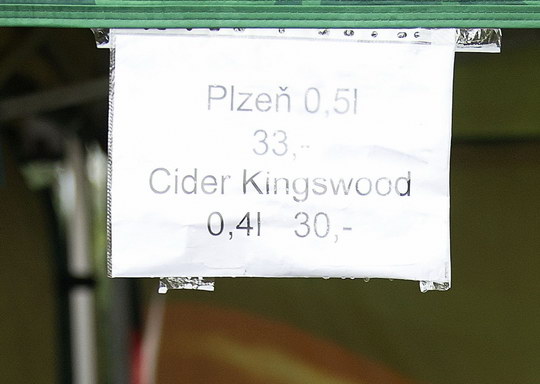 Plzeň 0,5l
33,-
Cider Kingswood
0,4l 30,-